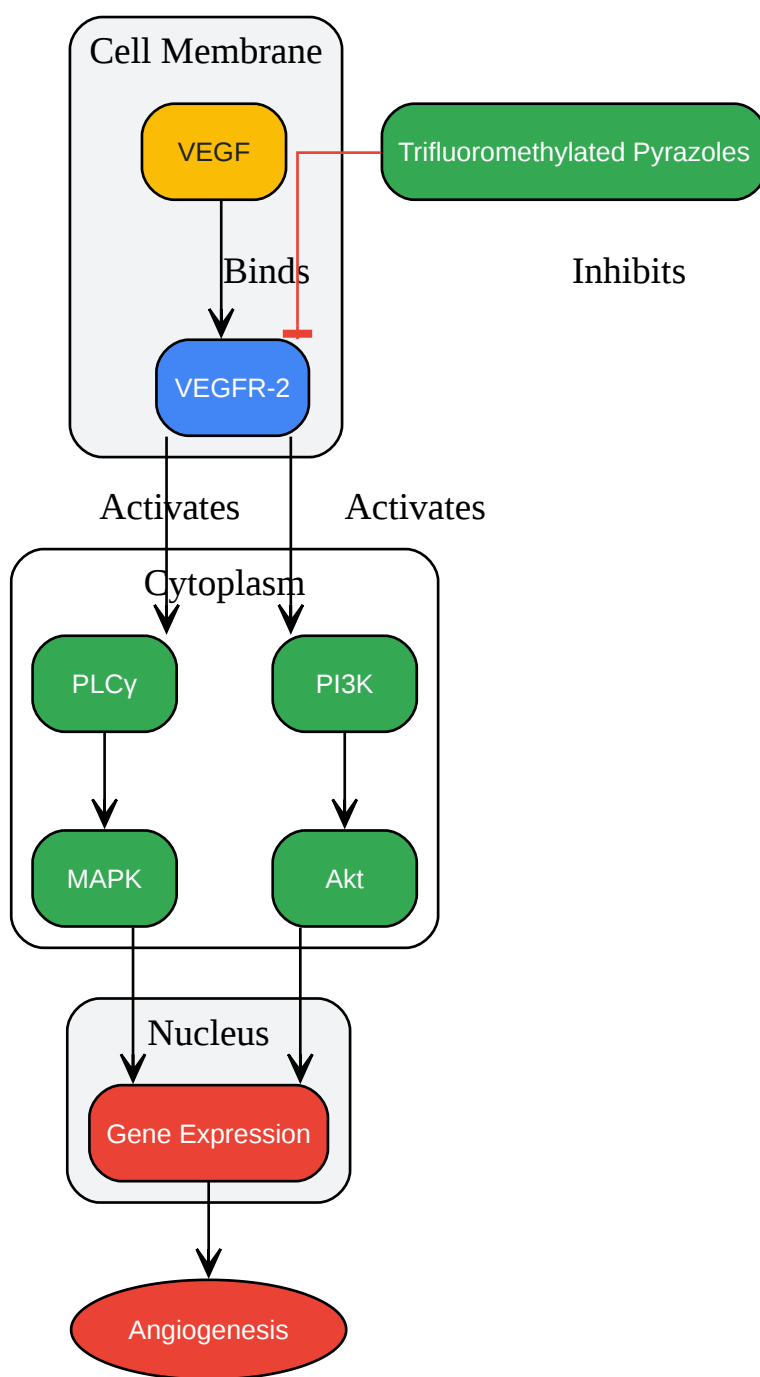 Cell Membrane
VEGF
Trifluoromethylated Pyrazoles
Binds
Inhibits
VEGFR-2
Activates
Activates
Cytoplasm
PLCγ
PI3K
MAPK
Akt
Nucleus
Gene Expression
Angiogenesis